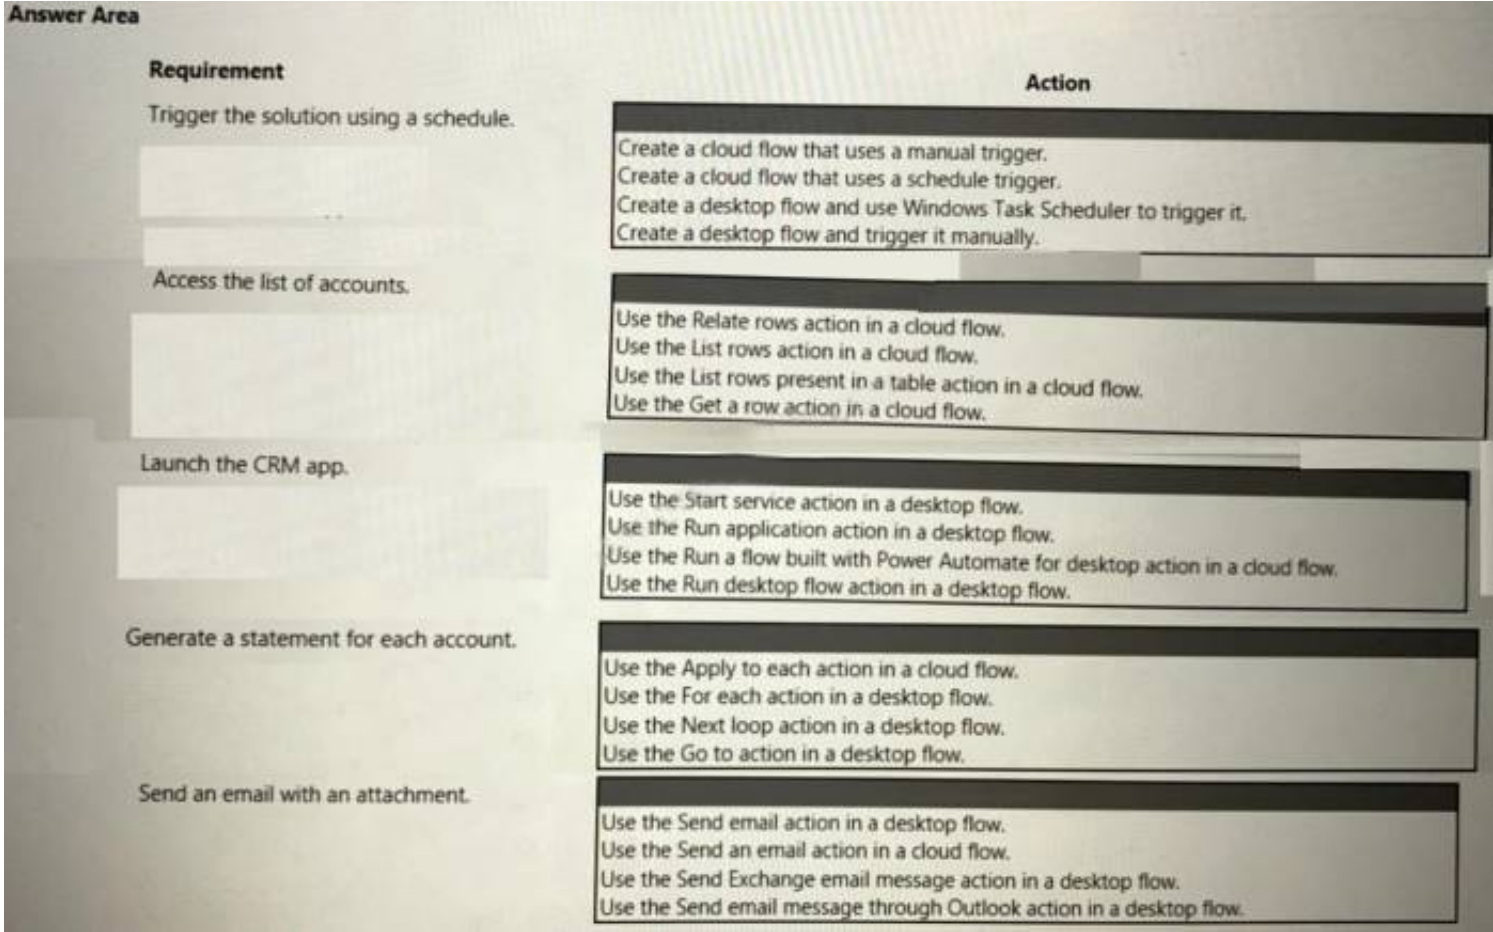 Answer Area
Requirement
Action
Trigger the solution using a schedule.
Create a cloud flow that uses a manual trigger.
Create a cloud flow that uses a schedule trigger.
Create a desktop flow and use Windows Task Scheduler to trigger it.
Create a desktop flow and trigger it manually.
Access the list of accounts.
Use the Relate rows action in a cloud flow.
Use the List rows action in a cloud flow.
Use the List rows present in a table action in a cloud flow.
Use the Get a row action in a cloud flow.
Launch the CRM app.
Use the Start service action in a desktop flow.
Use the Run application action in a desktop flow.
Use the Run a flow built with Power Automate for desktop action in a cloud flow.
Use the Run desktop flow action in a desktop flow.
Generate a statement for each account.
Use the Apply to each action in a cloud flow.
Use the For each action in a desktop flow.
Use the Next loop action in a desktop flow.
Use the Go to action in a desktop flow.
Send an email with an attachment.
Use the Send email action in a desktop flow.
Use the Send an email action in a cloud flow.
Use the Send Exchange email message action in a desktop flow.
Use the Send email message through Outlook action in a desktop flow.